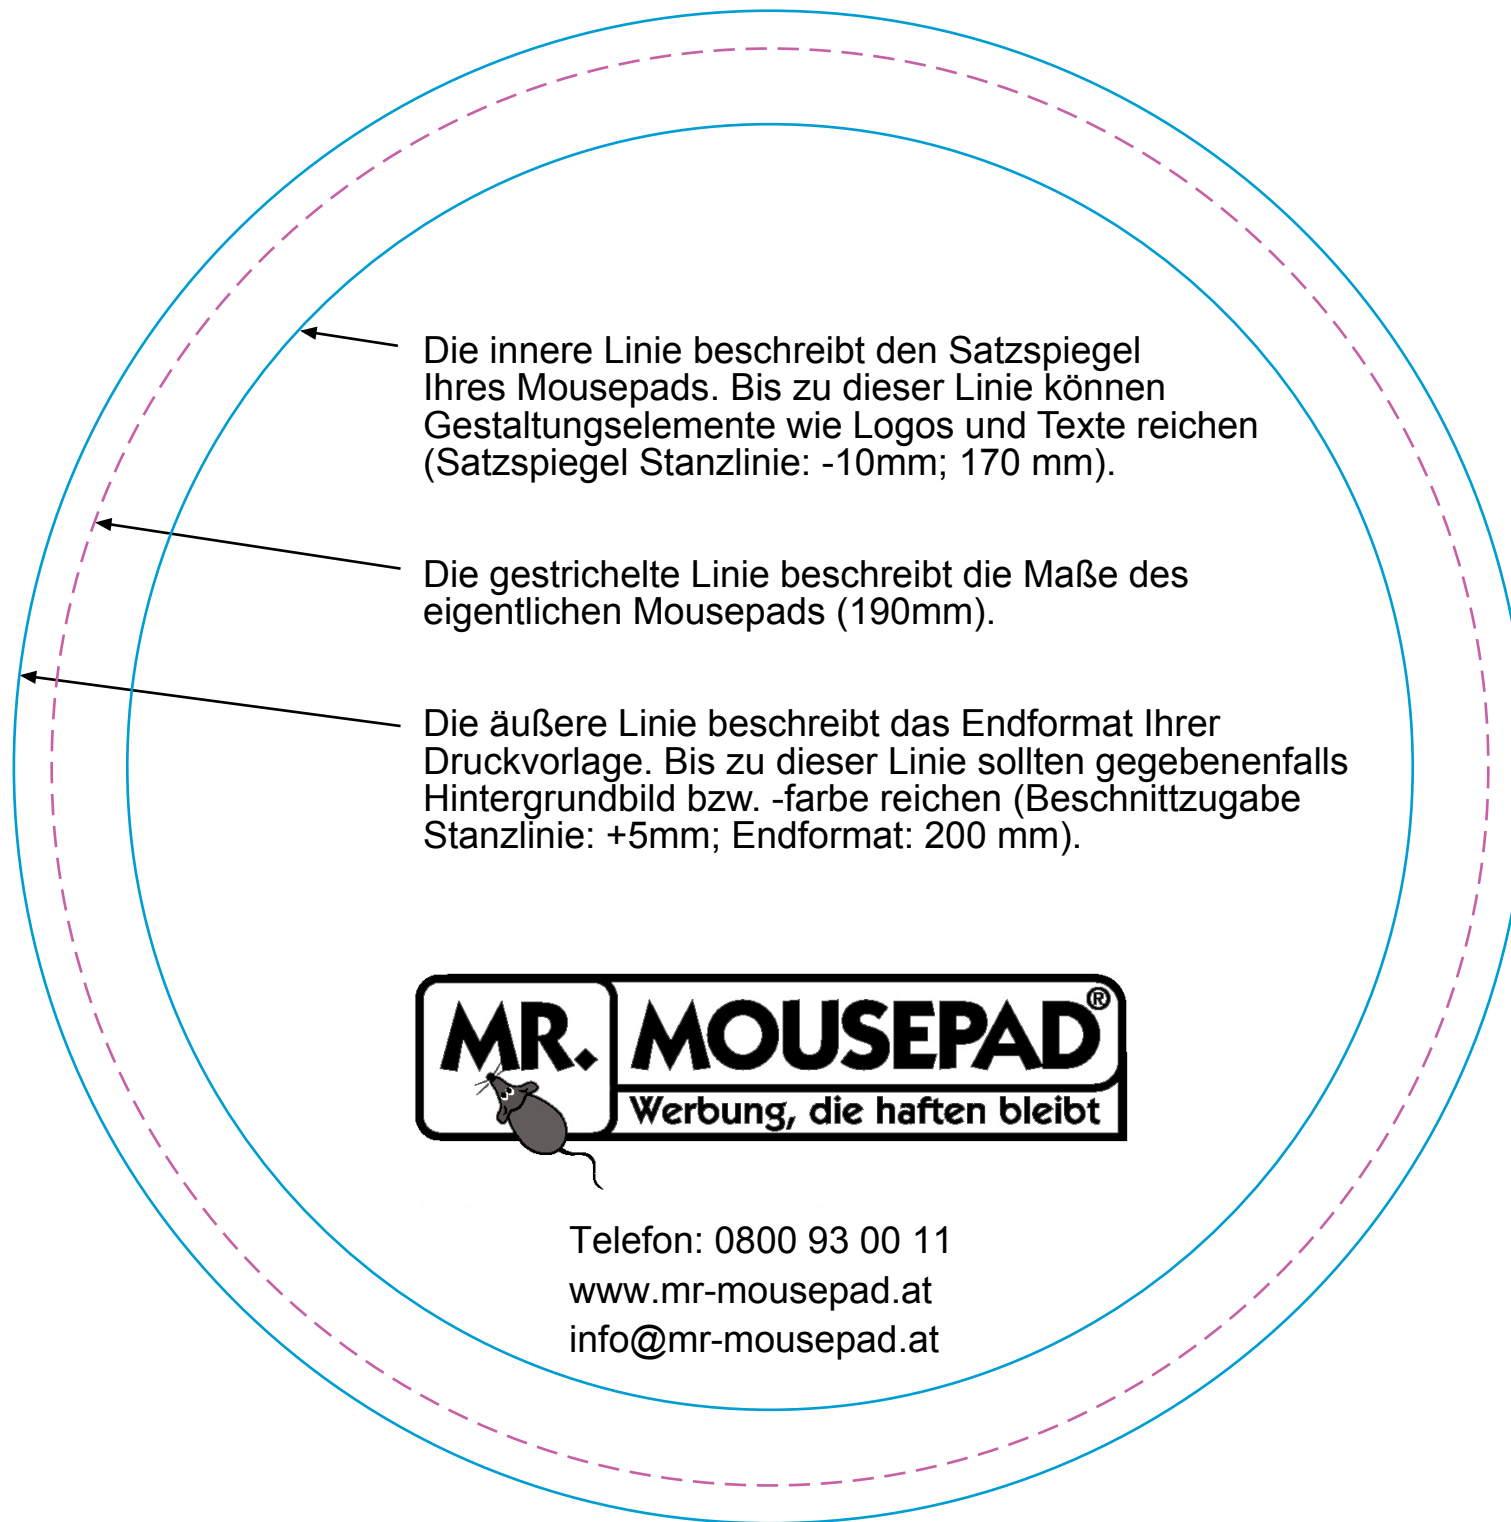 Die innere Linie beschreibt den Satzspiegel
Ihres Mousepads. Bis zu dieser Linie können
Gestaltungselemente wie Logos und Texte reichen
(Satzspiegel Stanzlinie: -10mm; 170 mm).
Die gestrichelte Linie beschreibt die Maße des
eigentlichen Mousepads (190mm).
Die äußere Linie beschreibt das Endformat Ihrer
Druckvorlage. Bis zu dieser Linie sollten gegebenenfalls
Hintergrundbild bzw. -farbe reichen (Beschnittzugabe
Stanzlinie: +5mm; Endformat: 200 mm).
MR. MOUSEPAD®
Werbung, die haften bleibt
Telefon: 0800 93 00 11
www.mr-mousepad.at
info@mr-mousepad.at